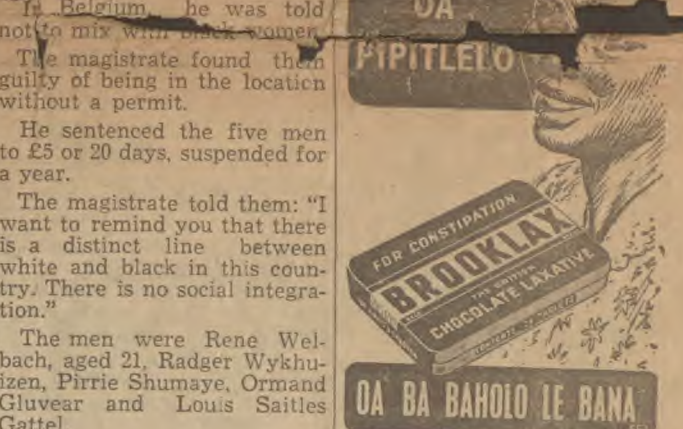 In Belgium, he was told
not to mix with black women.
The magistrate found them
guilty of being in the location
without a permit.
He sentenced the five men
to £5 or 20 days, suspended for
a year.
The magistrate told them: “I
want to remind you that there
is a distinct line between
white and black in this coun-
try. There is no social integra-
tion.”
The men were Rene Wel-
bach, aged 21, Radger Wykhu-
izen, Pirrie Shumaye, Ormand
Gluvear and Louis Saitles
Gattel.
OA
PIPITLELO
FOR CONSTIPATION
BROOKLAX
THE BRITISH
CHOCOLATE LAXATIVE
OA BA BAHOLO LE BANA